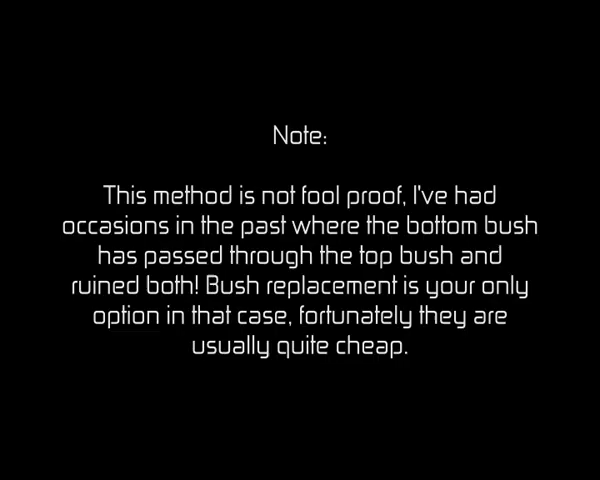 Note:
This method is not fool proof, I've had
occasions in the past where the bottom bush
has passed through the top bush and
ruined both! Bush replacement is your only
option in that case, fortunately they are
usually quite cheap.